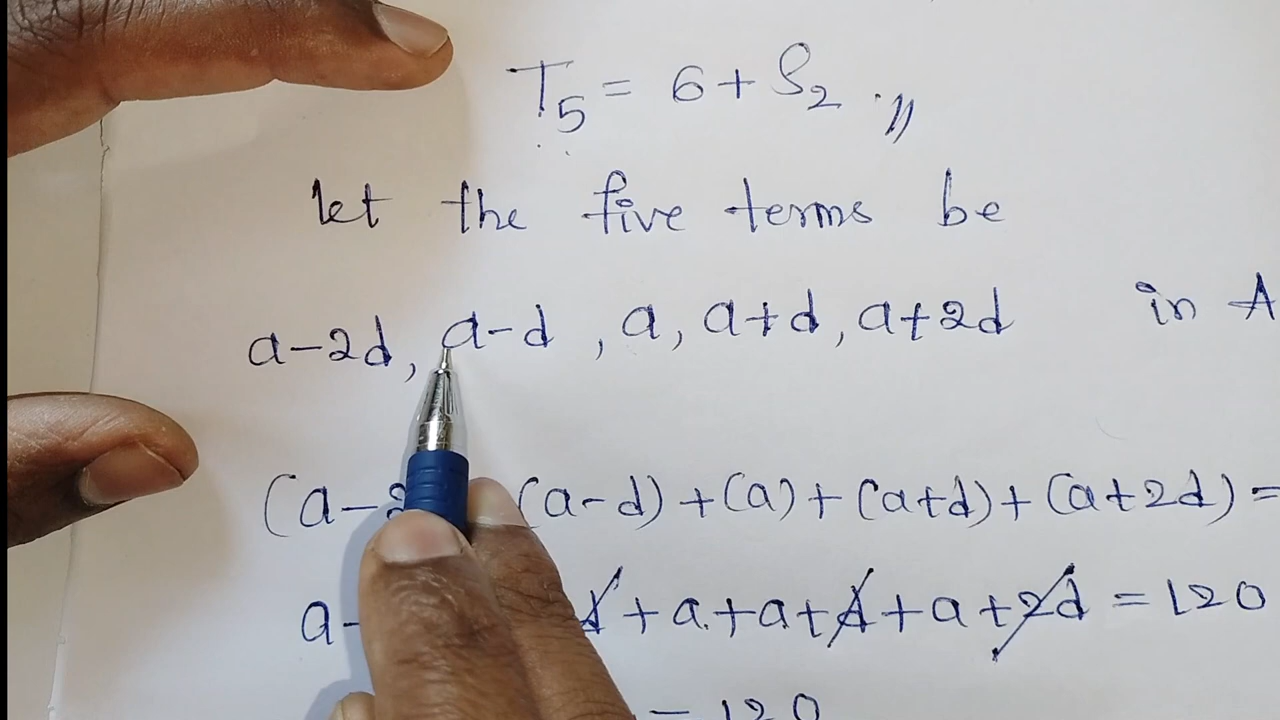 T5 = 6 + S2 .,,
let the five terms be
a-2d, a-d, a, a+d, a+2d in A
(a-2 (a-d) + (a) + (a+d) + (a+2d) =
a- d + a + a + d + a + 2d = 120
= 120